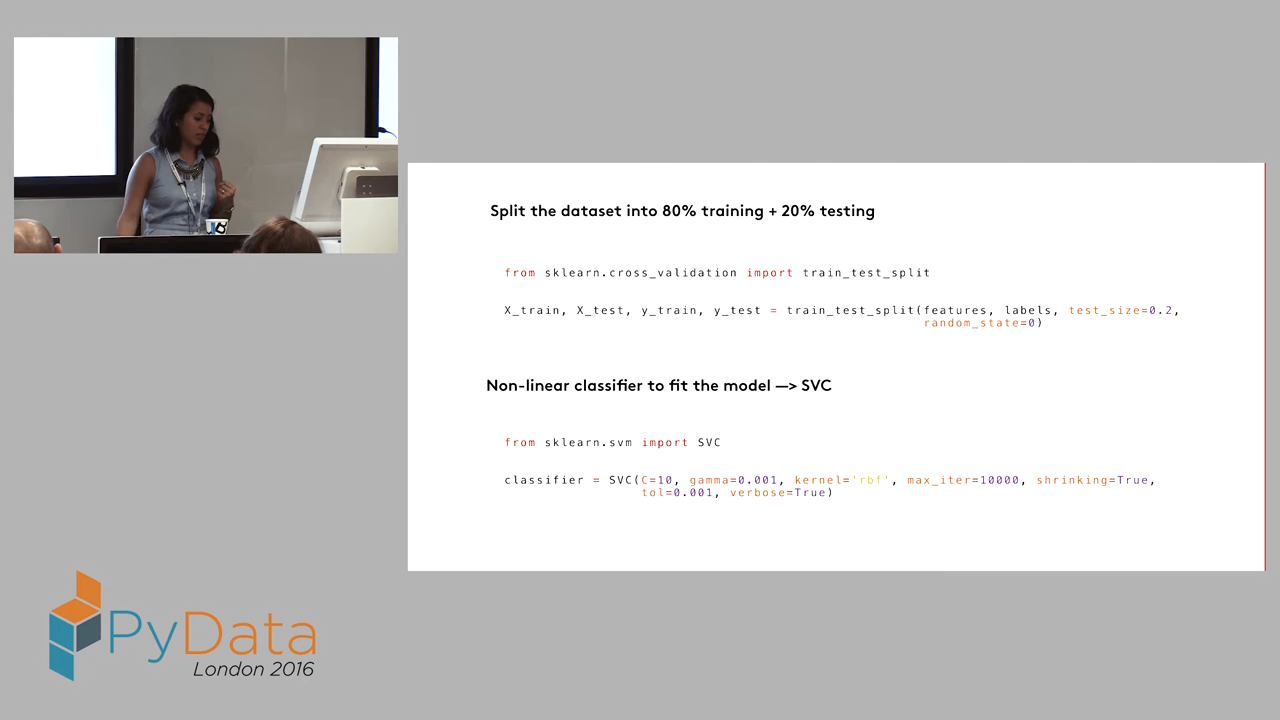 Split the dataset into 80% training + 20% testing
from sklearn.cross_validation import train_test_split
X_train, X_test, y_train, y_test = train_test_split(features, labels, test_size=0.2,
random_state=0)
Non-linear classifier to fit the model —> SVC
from sklearn.svm import SVC
classifier = SVC(C=10, gamma=0.001, kernel='rbf', max_iter=10000, shrinking=True,
tol=0.001, verbose=True)
PyData
London 2016